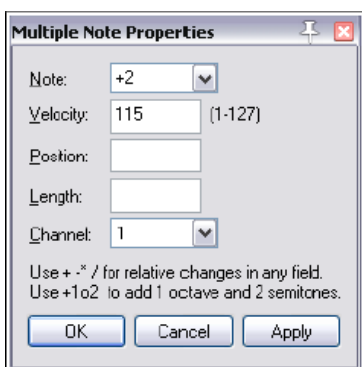 Multiple Note Properties
Note: +2
Velocity: 115 (1-127)
Position:
Length:
Channel: 1
Use + -* / for relative changes in any field.
Use +1o2 to add 1 octave and 2 semitones.
OK Cancel Apply